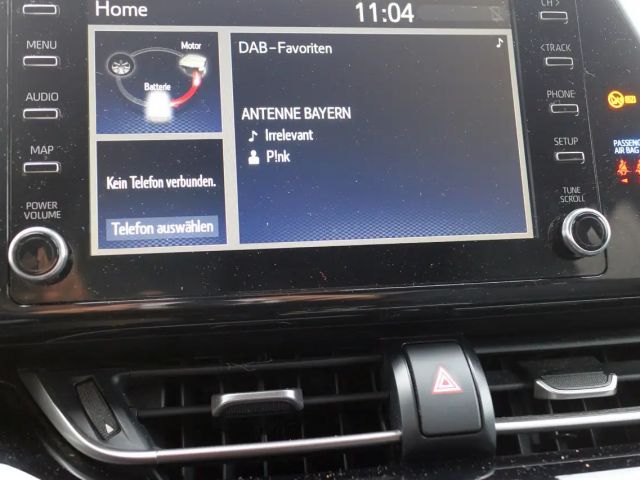 Home
11:04
CH >
MENU
Motor
DAB-Favoriten
<TRACK
Batterie
AUDIO
PHONE
ANTENNE BAYERN
Irrelevant
MAP
P!nk
SETUP
PASSENG
AIR BAG
Kein Telefon verbunden.
POWER
VOLUME
TUNE
SCROLL
Telefon auswählen